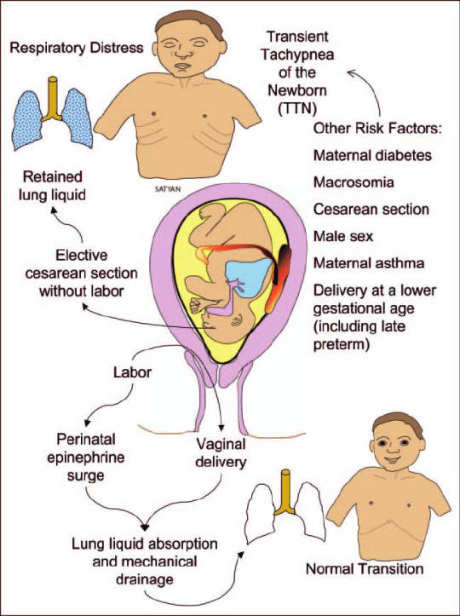 Respiratory Distress
Transient
Tachypnea
of the
Newborn
(TTN)
Other Risk Factors:
Maternal diabetes
Macrosomia
Cesarean section
Male sex
Maternal asthma
Delivery at a lower
gestational age
(including late
preterm)
SATYAN
Retained
lung liquid
Elective
cesarean section
without labor
Labor
Perinatal
epinephrine
surge
Vaginal
delivery
Lung liquid absorption
and mechanical
drainage
Normal Transition